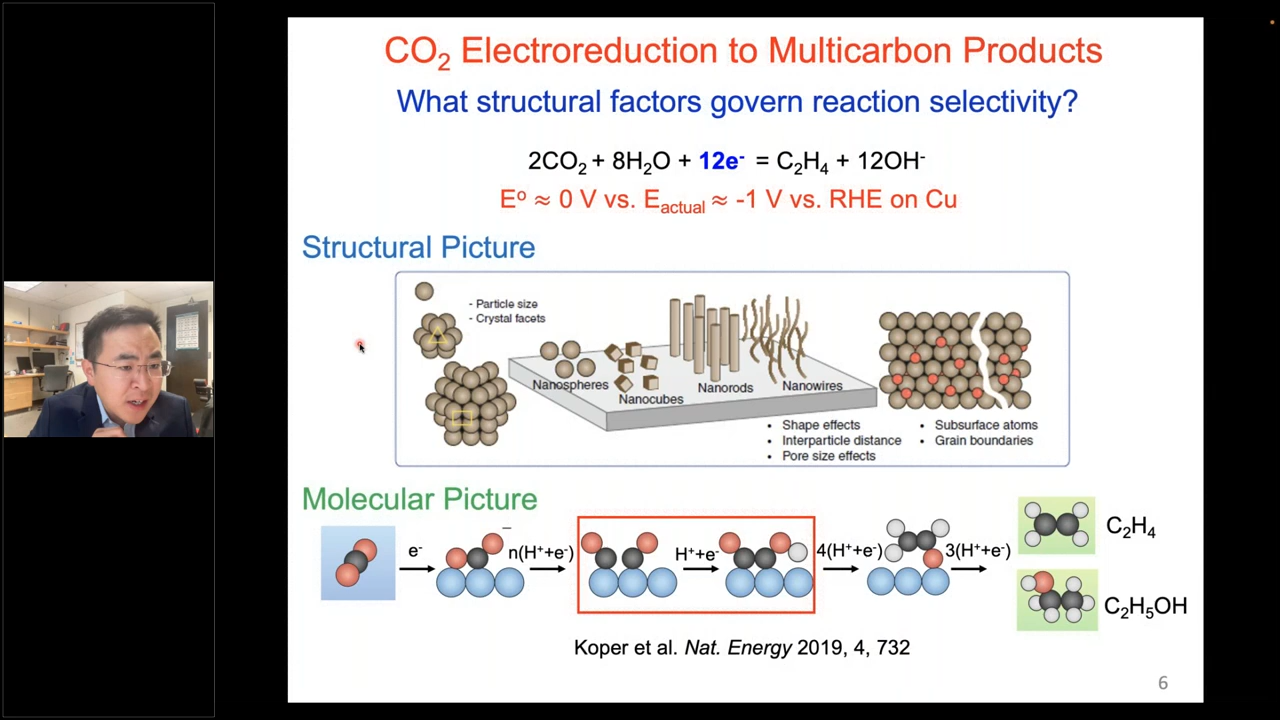 CO₂ Electroreduction to Multicarbon Products
What structural factors govern reaction selectivity?
2CO₂ + 8H₂O + 12e⁻ = C₂H₄ + 12OH⁻
Eᵒ ≈ 0 V vs. E_actual ≈ -1 V vs. RHE on Cu
Structural Picture
- Particle size
- Crystal facets
Nanospheres
Nanocubes
Nanorods
Nanowires
• Shape effects
• Interparticle distance
• Pore size effects
• Subsurface atoms
• Grain boundaries
Molecular Picture
e⁻
–
n(H⁺+e⁻)
H⁺+e⁻
4(H⁺+e⁻)
3(H⁺+e⁻)
C₂H₄
C₂H₅OH
Koper et al. Nat. Energy 2019, 4, 732
6